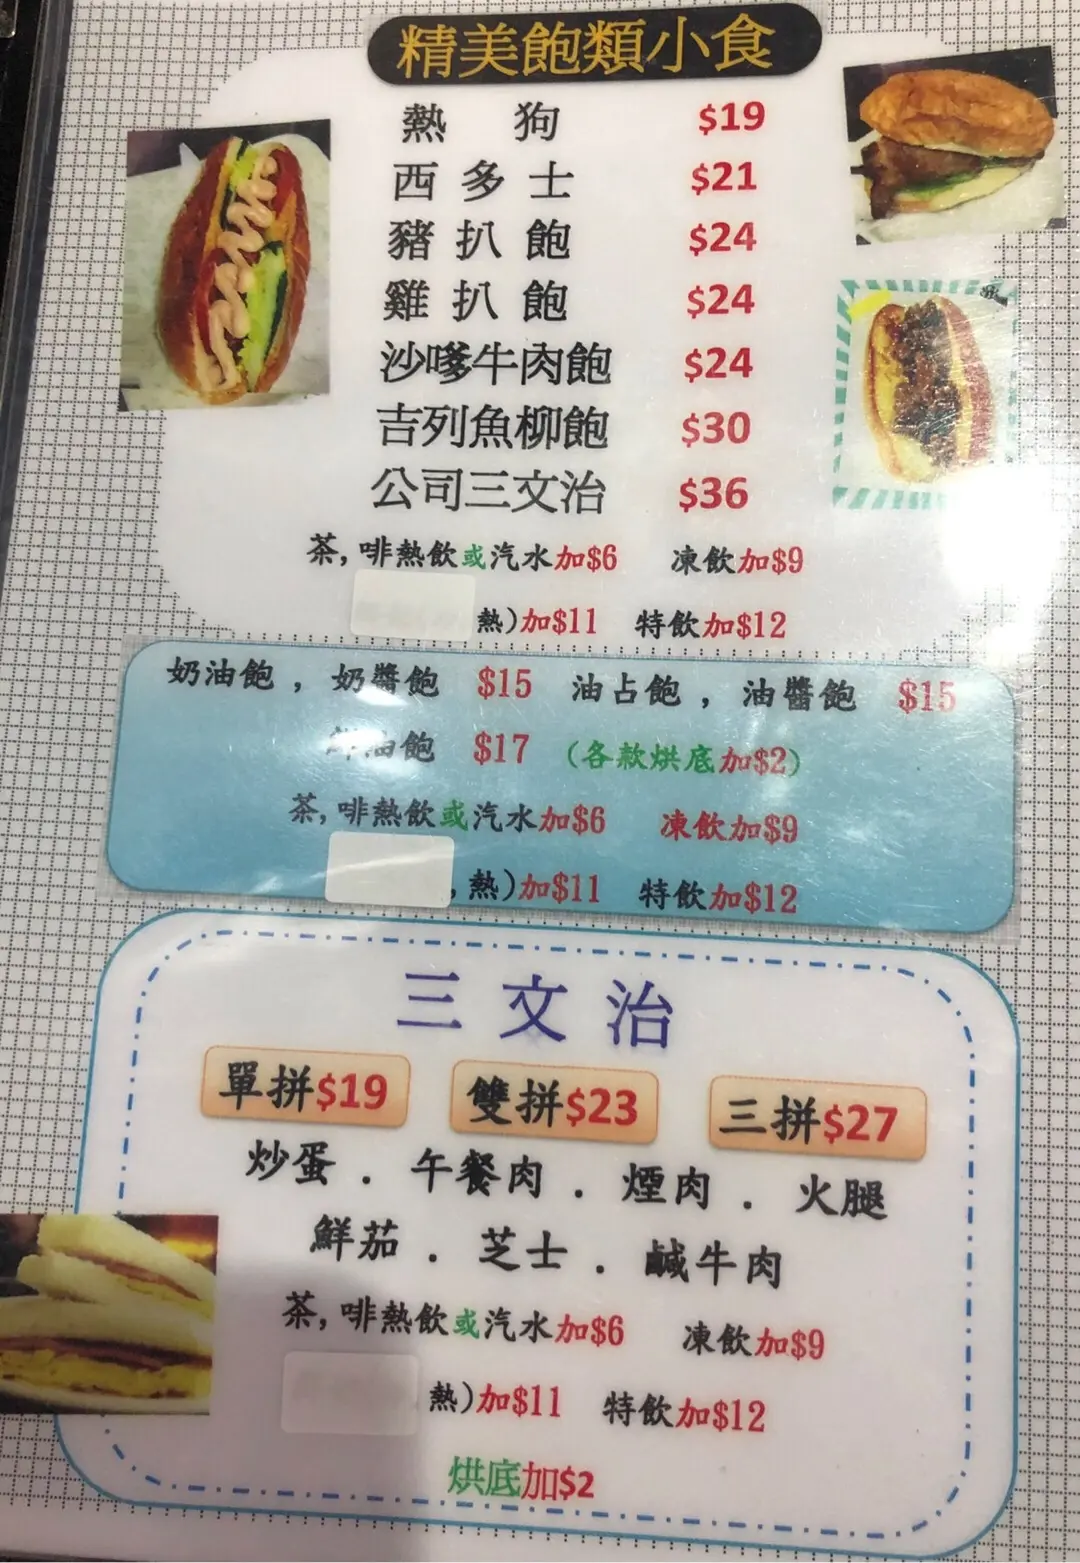 精美飽類小食
熱狗 $19
西多士 $21
豬扒飽 $24
雞扒飽 $24
沙嗲牛肉飽 $24
吉列魚柳飽 $30
公司三文治 $36
茶,啡熱飲或汽水加$6 凍飲加$9
熱)加$11 特飲加$12
奶油飽,奶醬飽 $15 油占飽,油醬飽 $15
油飽 $17 (各款烘底加$2)
茶,啡熱飲或汽水加$6 凍飲加$9
,熱)加$11 特飲加$12
三文治
單拼$19 雙拼$23 三拼$27
炒蛋.午餐肉.煙肉.火腿
鮮茄.芝士.鹹牛肉
茶,啡熱飲或汽水加$6 凍飲加$9
熱)加$11 特飲加$12
烘底加$2